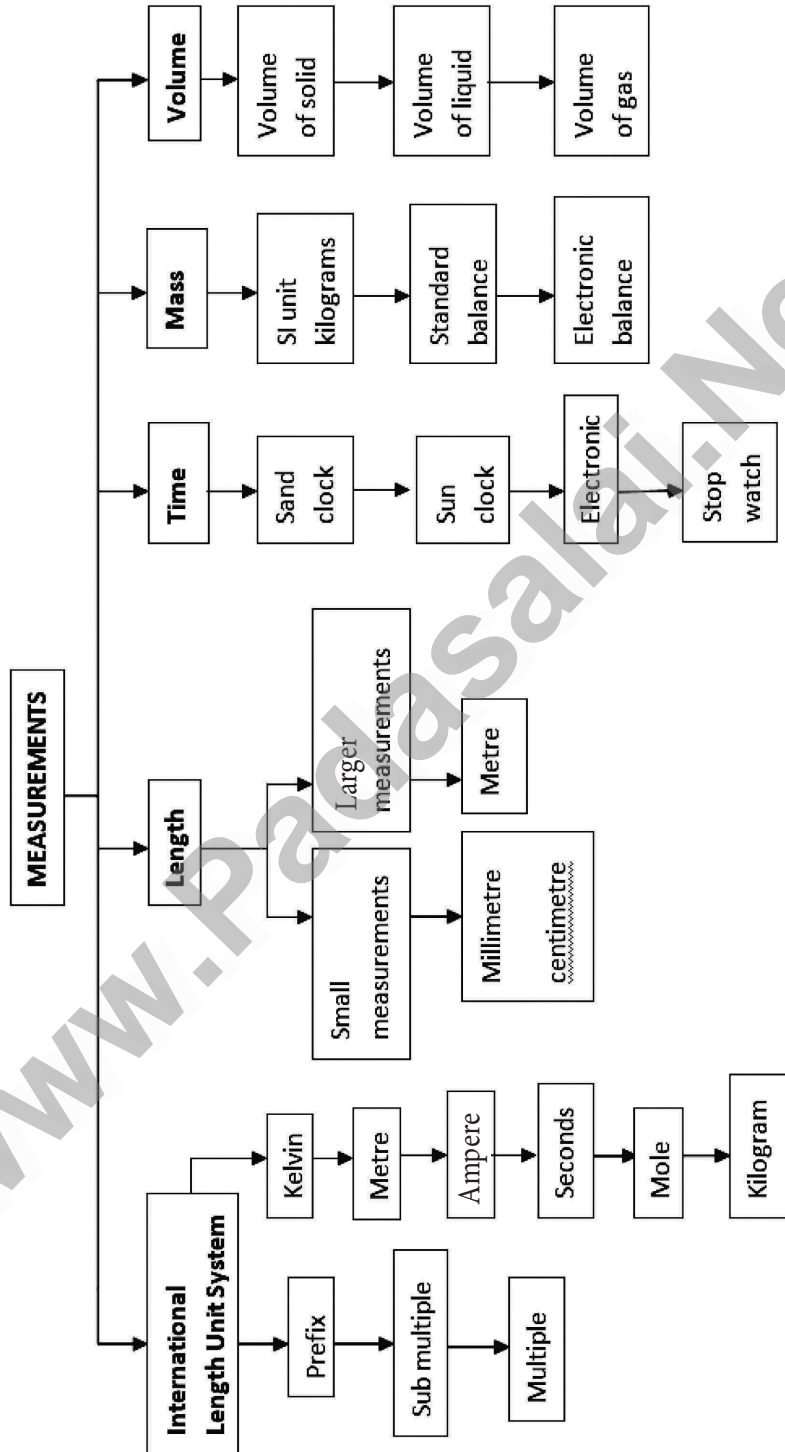 MEASUREMENTS
International
Length Unit System
Prefix
Sub multiple
Multiple
Kelvin
Metre
Ampere
Seconds
Mole
Kilogram
Length
Small
measurements
Millimetre
centimetre
Larger
measurements
Metre
Time
Sand
clock
Sun
clock
Electronic
Stop
watch
Mass
SI unit
kilograms
Standard
balance
Electronic
balance
Volume
Volume
of solid
Volume
of liquid
Volume
of gas
www.Padasalai.Ne